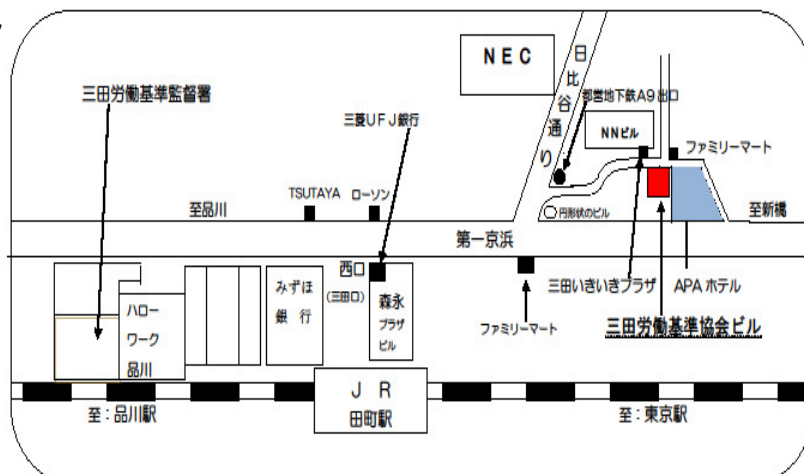 NEC
日比谷通り
三田労働基準監督署
都営地下鉄A9出口
三菱UFJ銀行
NNビル
ファミリーマート
TSUTAYA
ローソン
至品川
円形状のビル
至新橋
第一京浜
西口
(三田口)
みずほ
銀 行
森永
プラザ
ビル
三田いきいきプラザ
APAホテル
ハロー
ワーク
品川
ファミリーマート
三田労働基準協会ビル
JR
田町駅
至:品川駅
至:東京駅